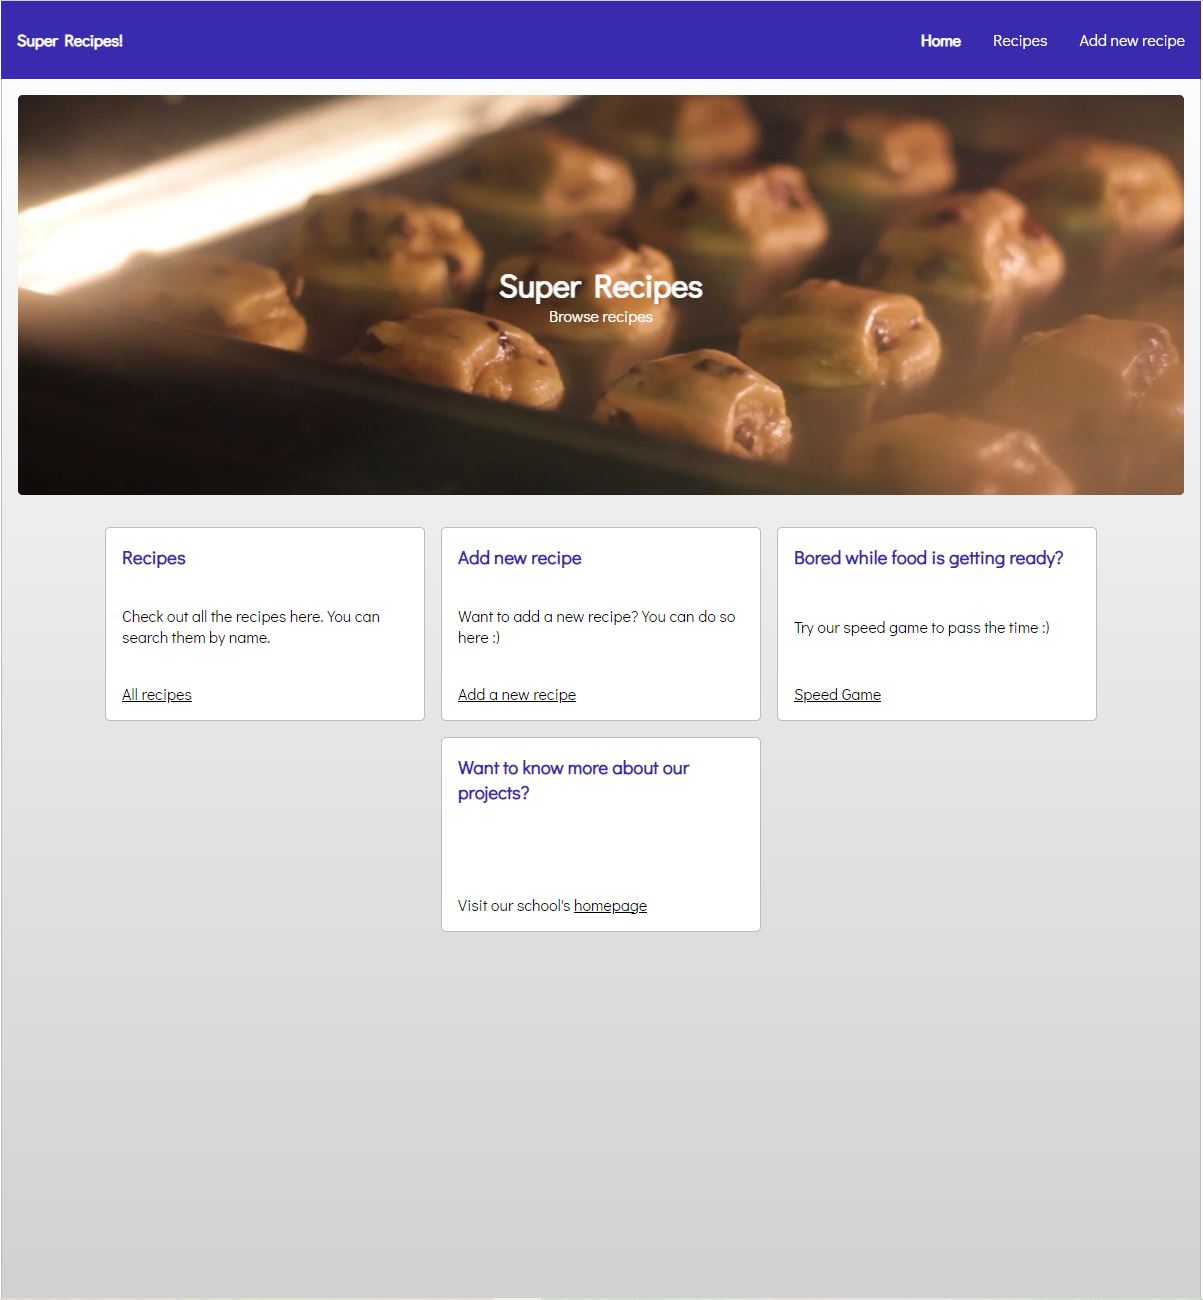 Super Recipes!
Home Recipes Add new recipe
Super Recipes
Browse recipes
Recipes
Check out all the recipes here. You can
search them by name.
All recipes
Add new recipe
Want to add a new recipe? You can do so
here :)
Add a new recipe
Bored while food is getting ready?
Try our speed game to pass the time :)
Speed Game
Want to know more about our
projects?
Visit our school's homepage